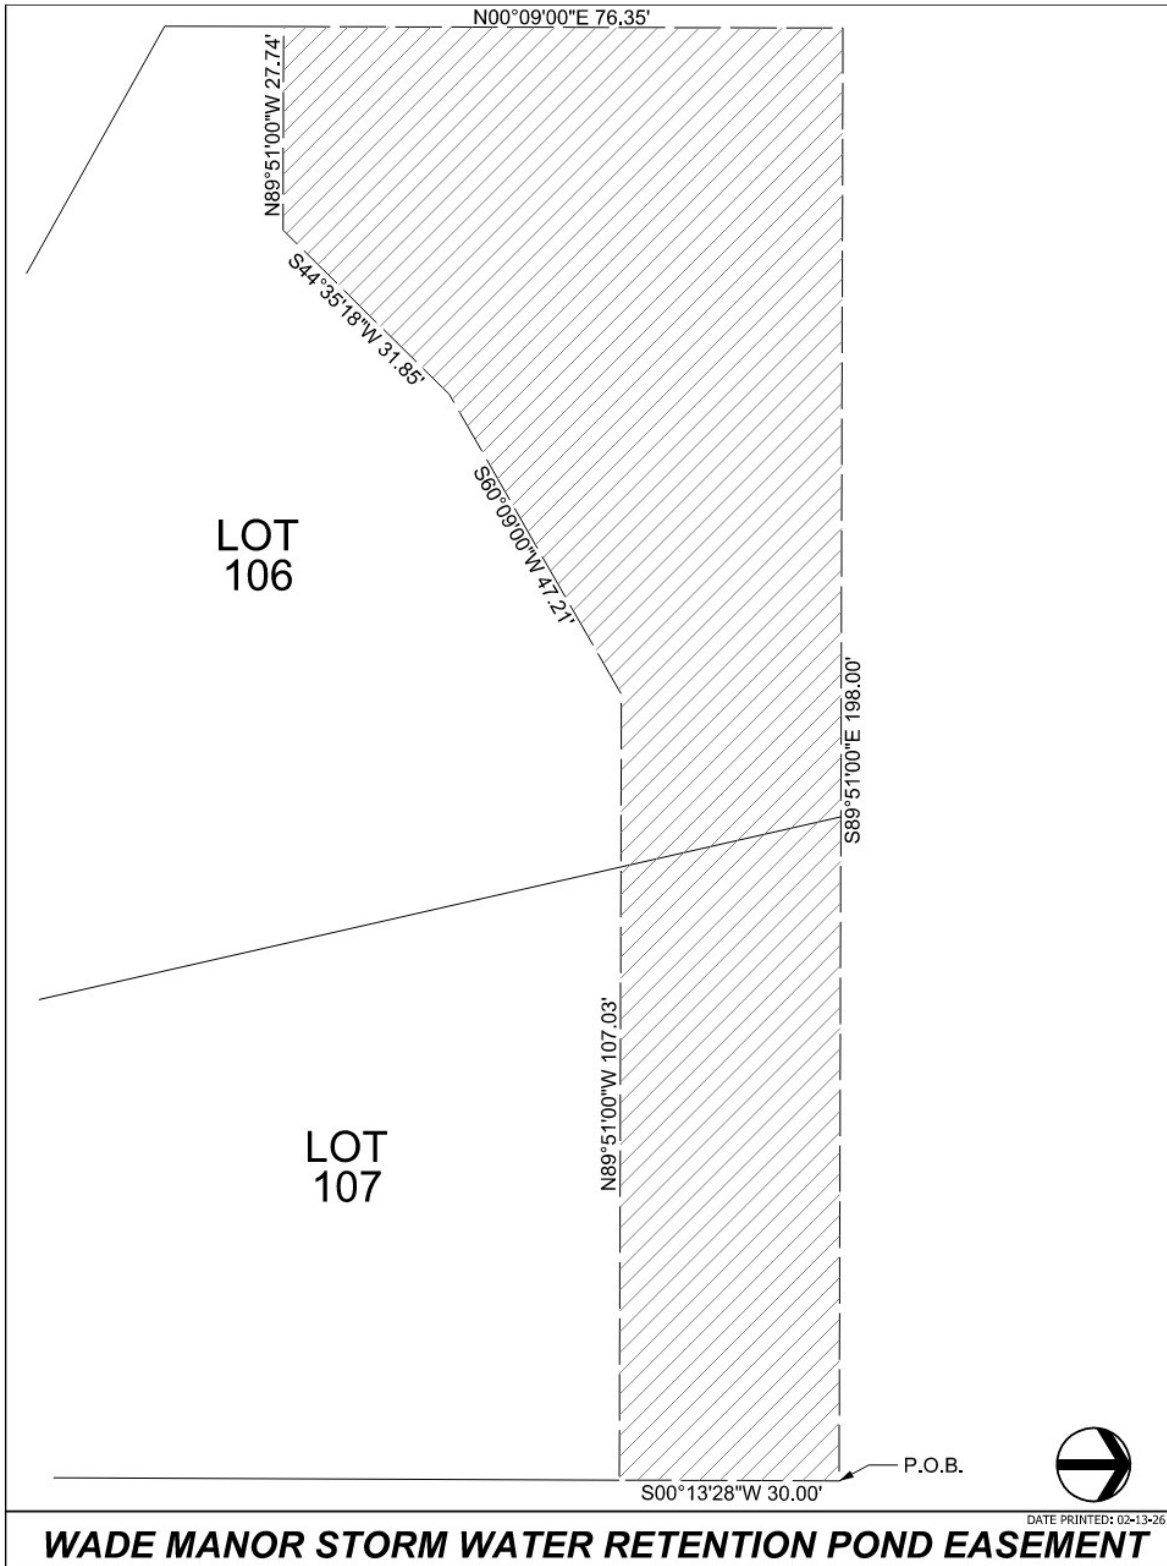 N00°09'00"E 76.35'
N89°51'00"W 27.74'
S44°35'18"W 31.85'
S60°09'00"W 47.21'
LOT
106
S89°51'00"E 198.00'
N89°51'00"W 107.03'
LOT
107
P.O.B.
S00°13'28"W 30.00'
DATE PRINTED: 02-13-26
WADE MANOR STORM WATER RETENTION POND EASEMENT